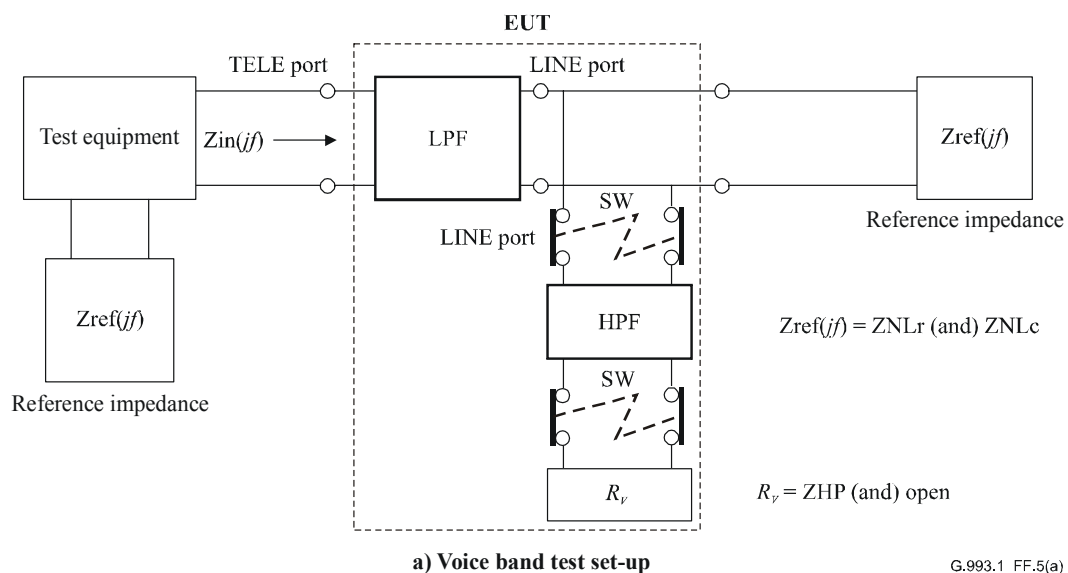 EUT
TELE port
LINE port
Test equipment
Zin(jf)
LPF
Zref(jf)
Reference impedance
SW
LINE port
HPF
Zref(jf) = ZNLr (and) ZNLc
Zref(jf)
Reference impedance
SW
RV
RV = ZHP (and) open
a) Voice band test set-up
G.993.1_FF.5(a)